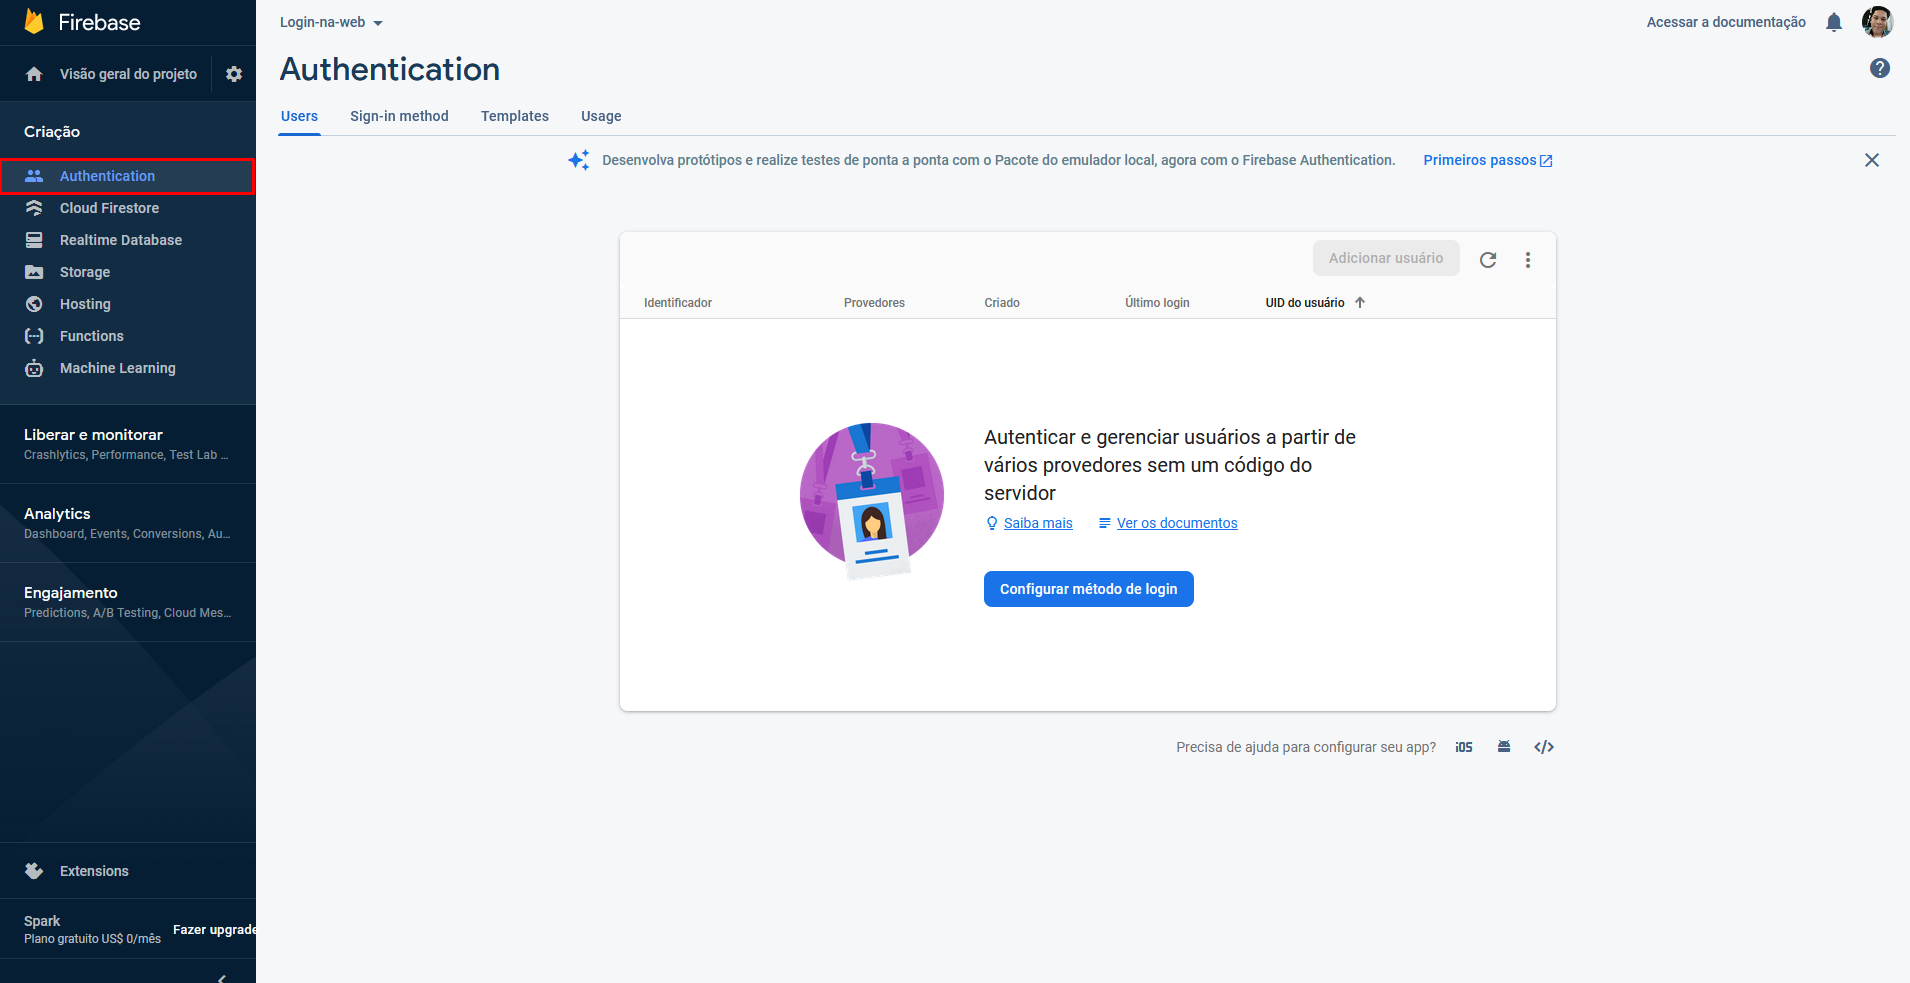 Firebase
Visão geral do projeto
Criação
Authentication
Cloud Firestore
Realtime Database
Storage
Hosting
Functions
Machine Learning
Liberar e monitorar
Crashlytics, Performance, Test Lab ...
Analytics
Dashboard, Events, Conversions, Au...
Engajamento
Predictions, A/B Testing, Cloud Mes...
Extensions
Spark
Plano gratuito US$ 0/mês
Fazer upgrade
Login-na-web
Acessar a documentação
Authentication
Users Sign-in method Templates Usage
Desenvolva protótipos e realize testes de ponta a ponta com o Pacote do emulador local, agora com o Firebase Authentication. Primeiros passos
Adicionar usuário
Identificador Provedores Criado Último login UID do usuário
Autenticar e gerenciar usuários a partir de
vários provedores sem um código do
servidor
Saiba mais Ver os documentos
Configurar método de login
Precisa de ajuda para configurar seu app? iOS